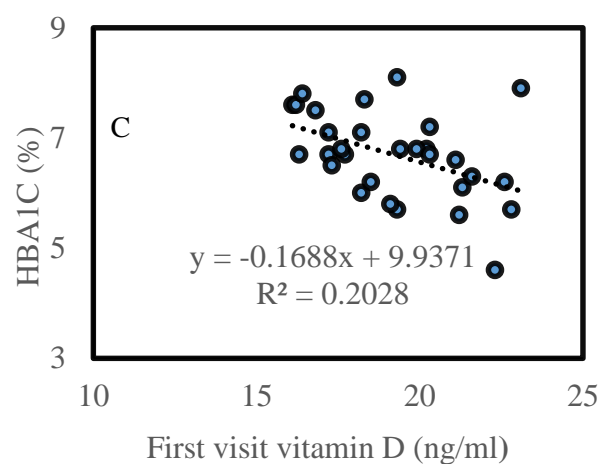 9
C
7
HBA1C (%)
5
y = -0.1688x + 9.9371
R² = 0.2028
3
10 15 20 25
First visit vitamin D (ng/ml)